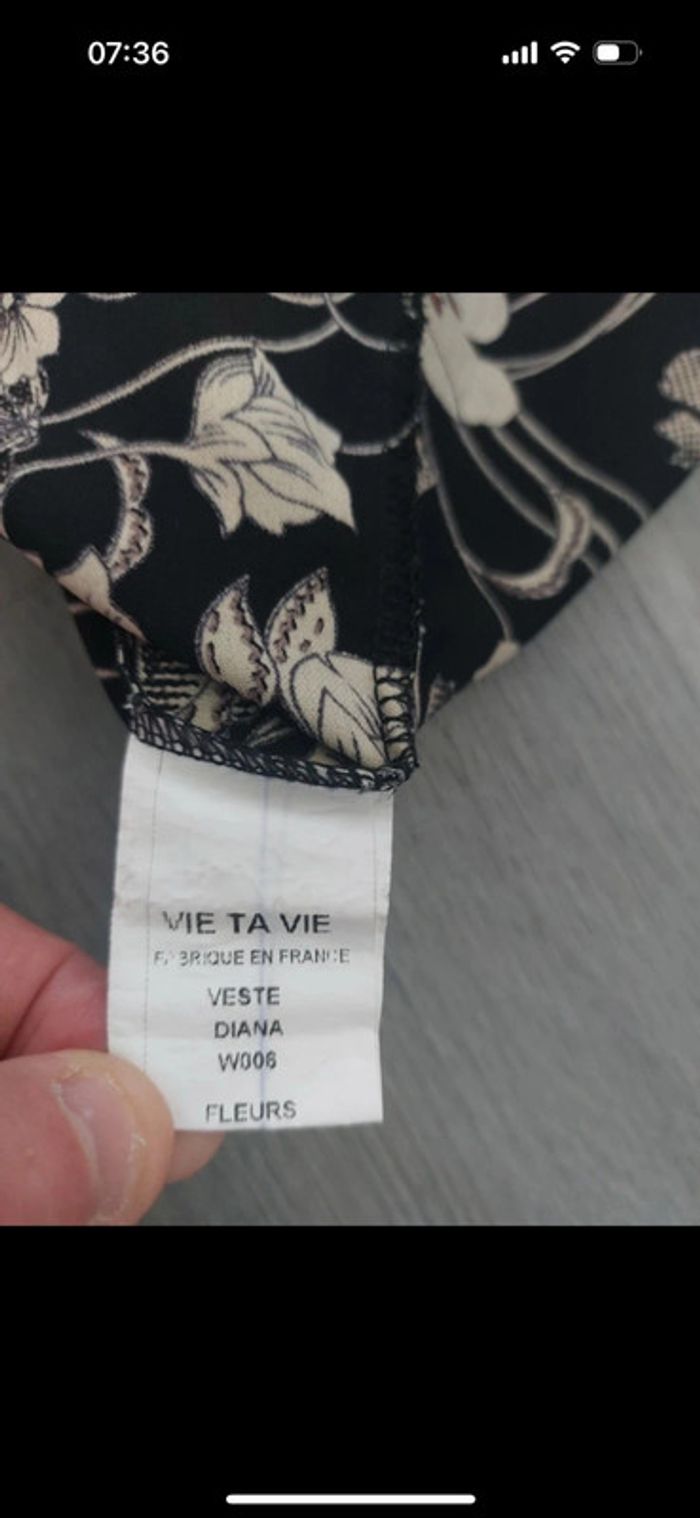 07:36
VIE TA VIE
FABRIQUE EN FRANCE
VESTE
DIANA
W006
FLEURS